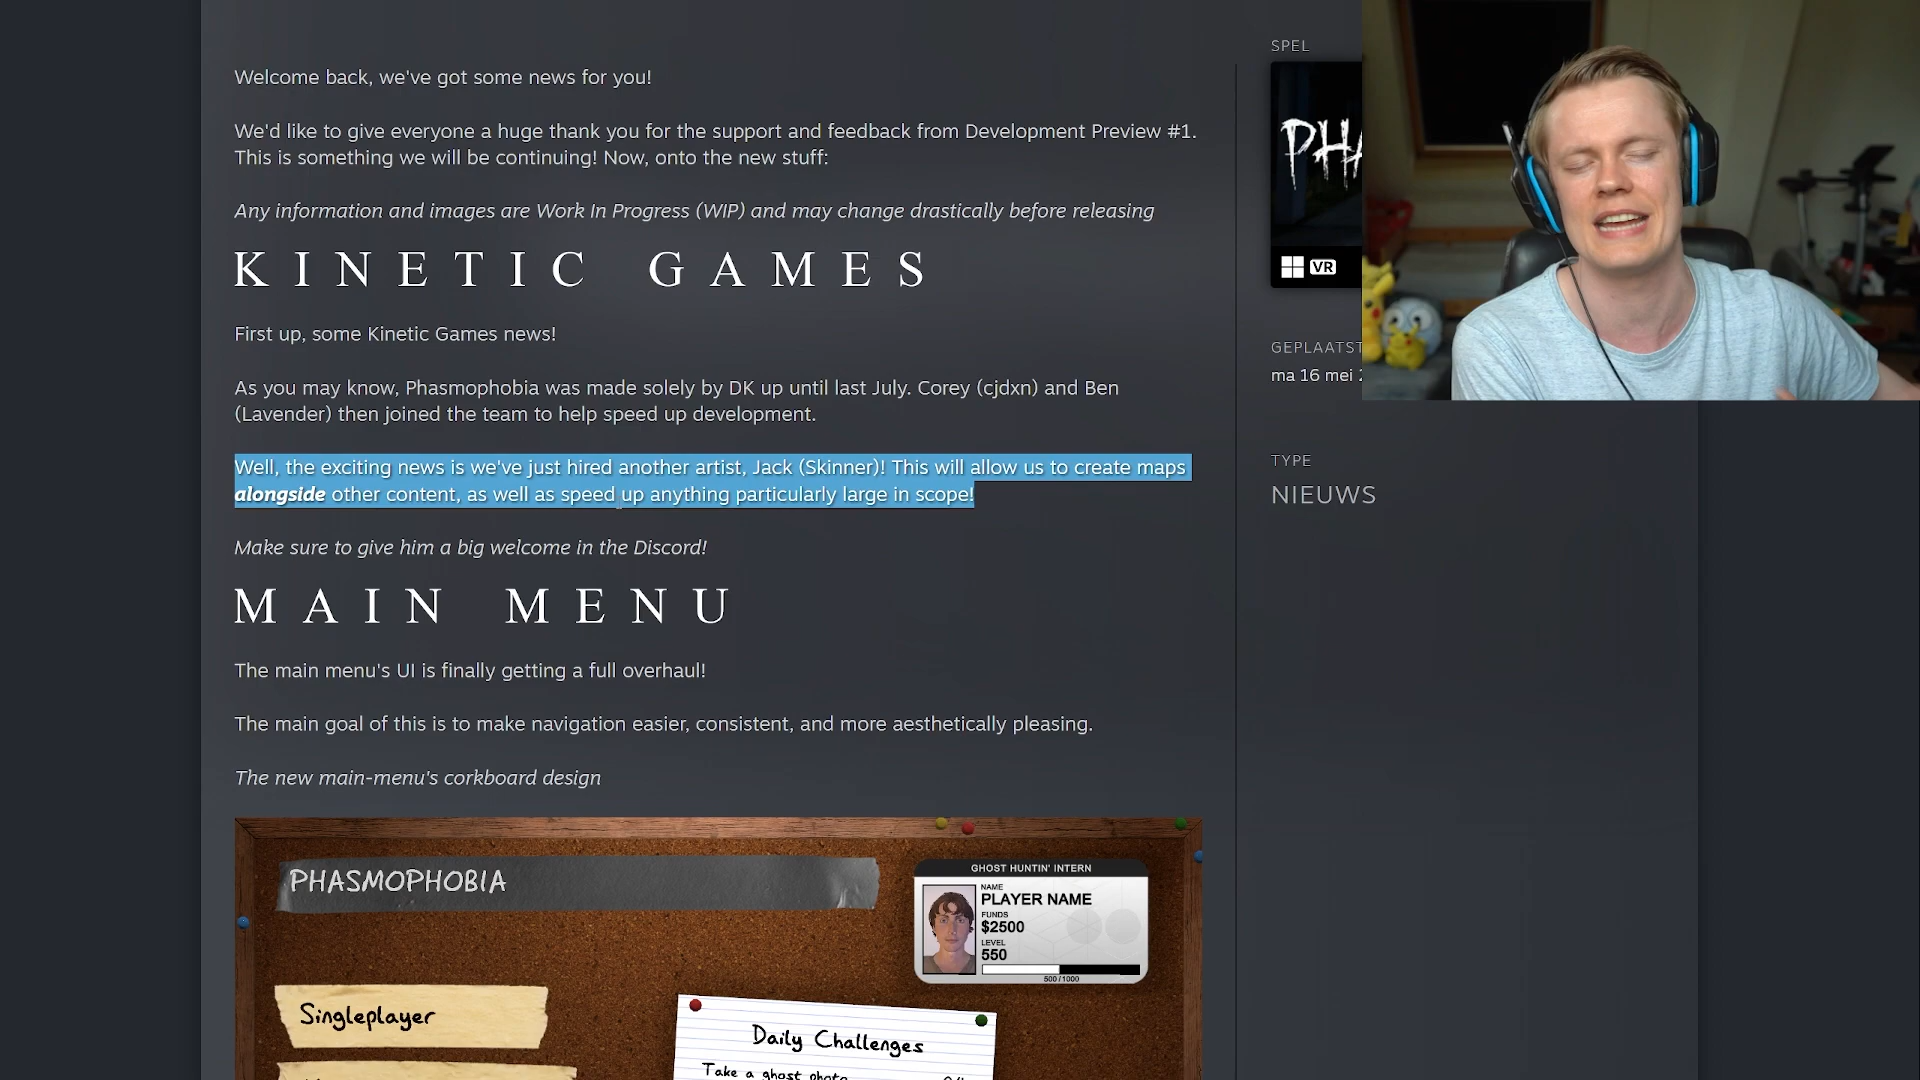 Welcome back, we've got some news for you!
We'd like to give everyone a huge thank you for the support and feedback from Development Preview #1.
This is something we will be continuing! Now, onto the new stuff:
Any information and images are Work In Progress (WIP) and may change drastically before releasing
KINETIC GAMES
First up, some Kinetic Games news!
As you may know, Phasmophobia was made solely by DK up until last July. Corey (cjdxn) and Ben
(Lavender) then joined the team to help speed up development.
Well, the exciting news is we've just hired another artist, Jack (Skinner)! This will allow us to create maps
alongside other content, as well as speed up anything particularly large in scope!
Make sure to give him a big welcome in the Discord!
MAIN MENU
The main menu's UI is finally getting a full overhaul!
The main goal of this is to make navigation easier, consistent, and more aesthetically pleasing.
The new main-menu's corkboard design
PHASMOPHOBIA
GHOST HUNTIN' INTERN
NAME
PLAYER NAME
FUNDS
$2500
LEVEL
550
500/1000
Singleplayer
Daily Challenges
Take a ghost photo
SPEL
PHA
VR
GEPLAATST
ma 16 mei
TYPE
NIEUWS